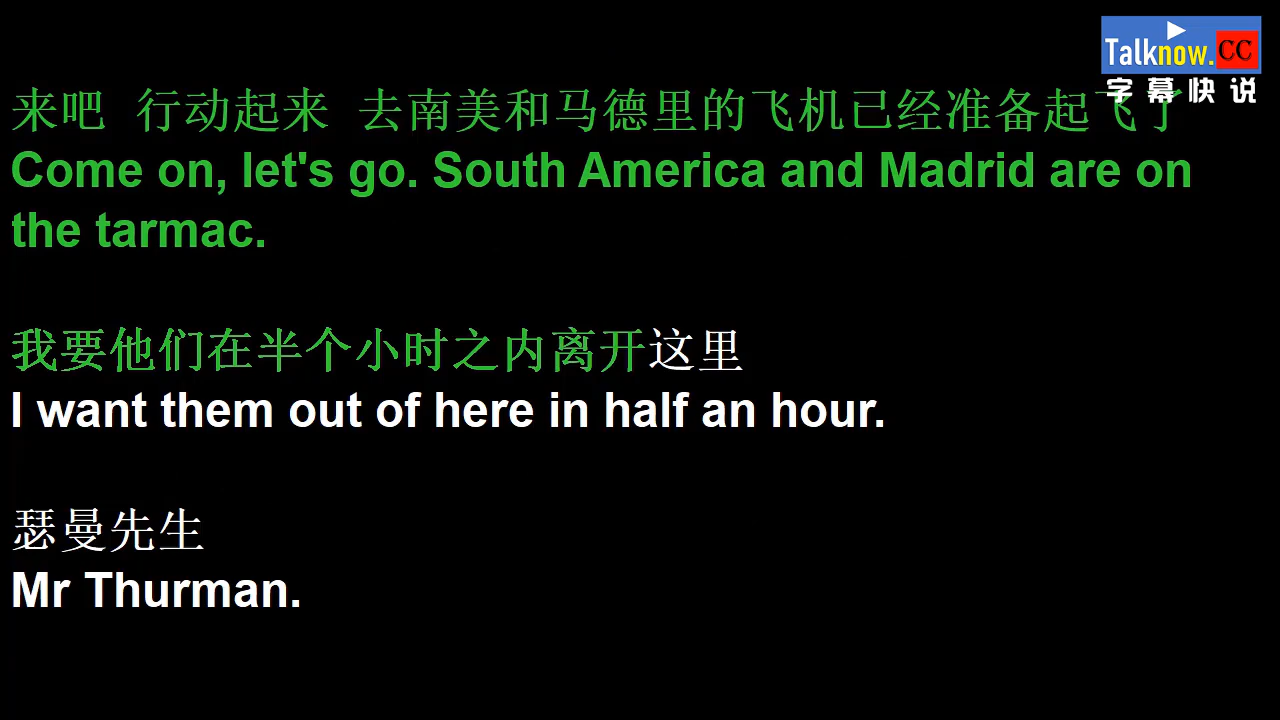 Talknow.CC
字幕快说
来吧 行动起来 去南美和马德里的飞机已经准备起飞了
Come on, let's go. South America and Madrid are on
the tarmac.
我要他们在半个小时之内离开这里
I want them out of here in half an hour.
瑟曼先生
Mr Thurman.